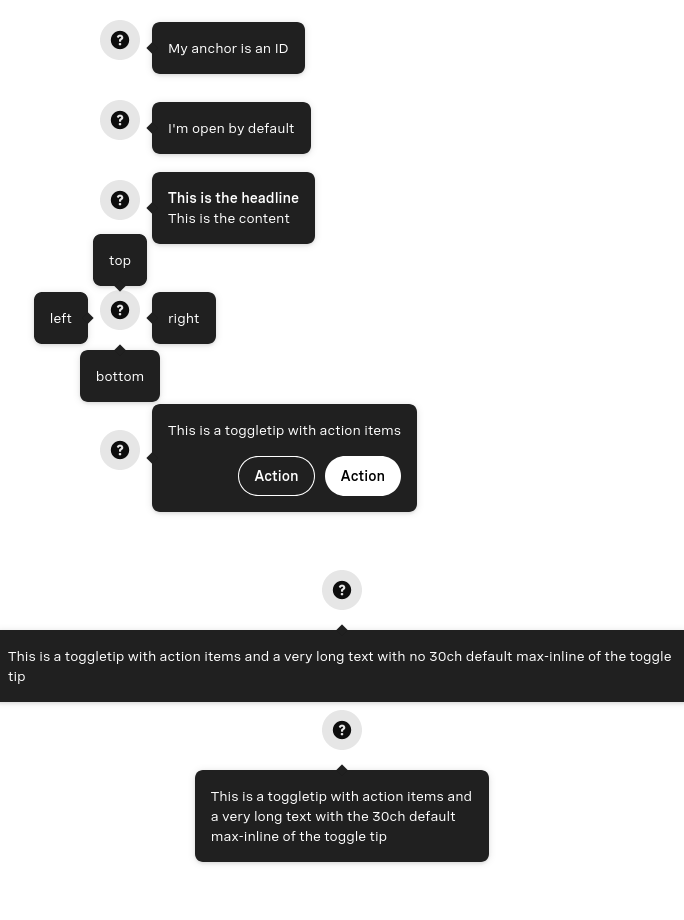 ?
My anchor is an ID
?
I'm open by default
?
This is the headline
This is the content
top
left
?
right
bottom
?
This is a toggletip with action items
Action
Action
?
This is a toggletip with action items and a very long text with no 30ch default max-inline of the toggle
tip
?
This is a toggletip with action items and
a very long text with the 30ch default
max-inline of the toggle tip